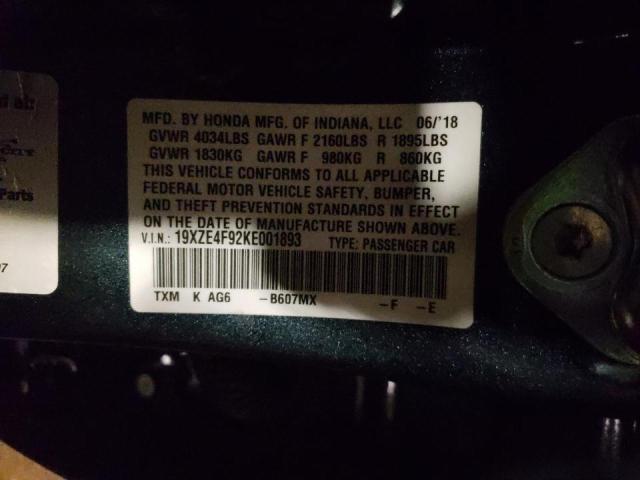 MFD. BY HONDA MFG. OF INDIANA, LLC 06/'18
GVWR 4034LBS GAWR F 2160LBS R 1895LBS
GVWR 1830KG GAWR F 980KG R 860KG
THIS VEHICLE CONFORMS TO ALL APPLICABLE
FEDERAL MOTOR VEHICLE SAFETY, BUMPER,
AND THEFT PREVENTION STANDARDS IN EFFECT
ON THE DATE OF MANUFACTURE SHOWN ABOVE.
V.I.N.: 19XZE4F92KE001893 TYPE: PASSENGER CAR
TXM K AG6 -B607MX -F -E
Parts